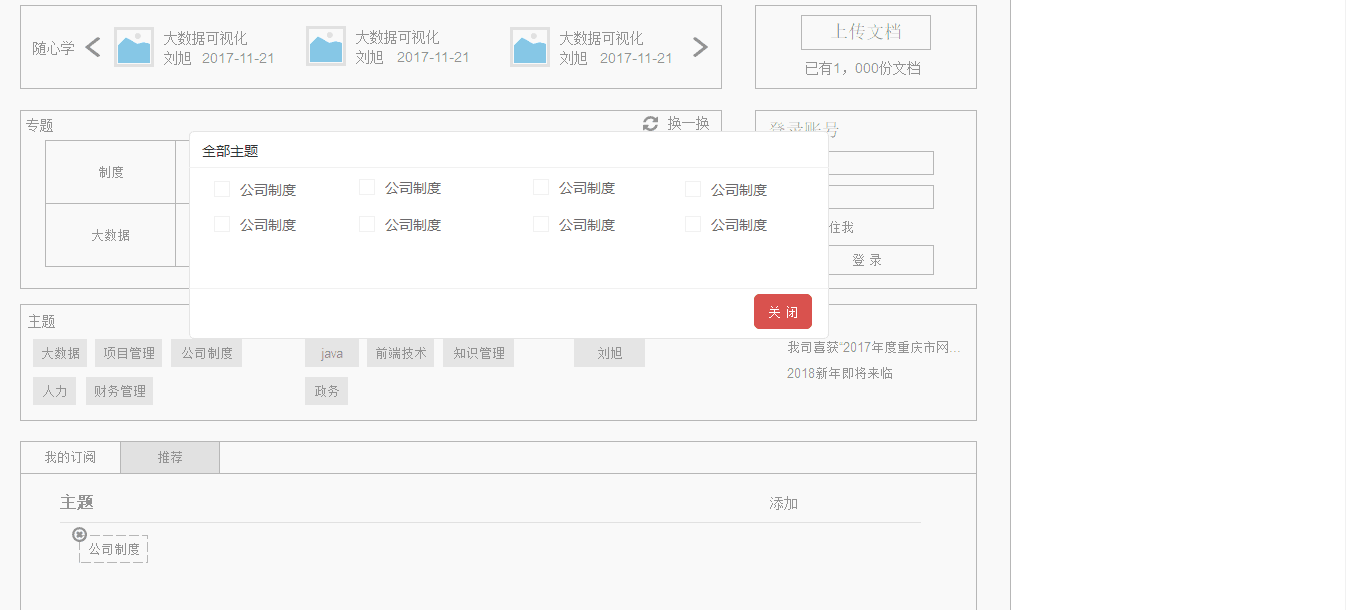 随心学
大数据可视化
刘旭 2017-11-21
大数据可视化
刘旭 2017-11-21
大数据可视化
刘旭 2017-11-21
上传文档
已有1，000份文档
专题
换一换
登录账号
制度
大数据
全部主题
公司制度 公司制度 公司制度 公司制度
公司制度 公司制度 公司制度 公司制度
关 闭
住我
登 录
主题
大数据 项目管理 公司制度 java 前端技术 知识管理 刘旭
人力 财务管理 政务
我司喜获“2017年度重庆市网...
2018新年即将来临
我的订阅 推荐
主题 添加
公司制度